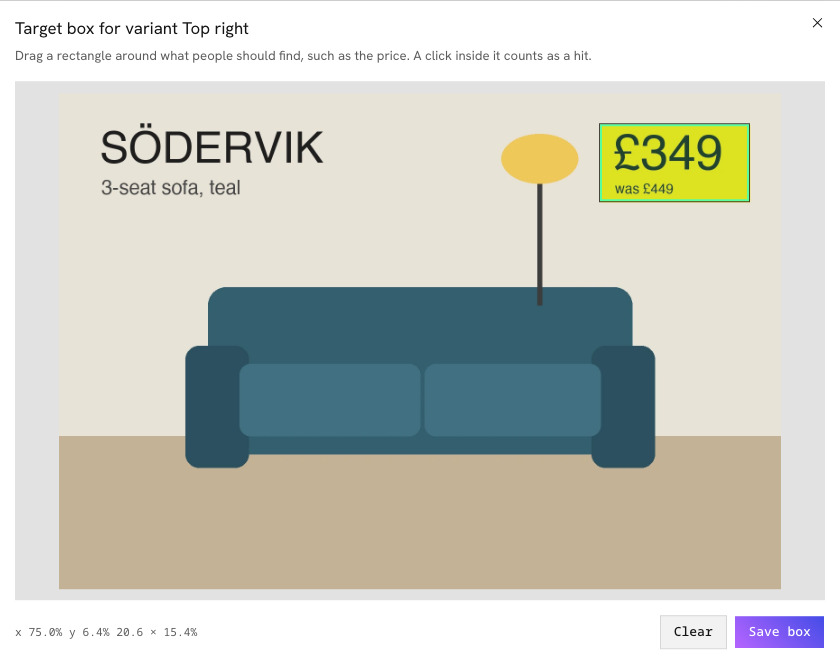 Target box for variant Top right
Drag a rectangle around what people should find, such as the price. A click inside it counts as a hit.
SÖDERVIK
3-seat sofa, teal
£349
was £449
x 75.0% y 6.4% 20.6 × 15.4%
Clear
Save box